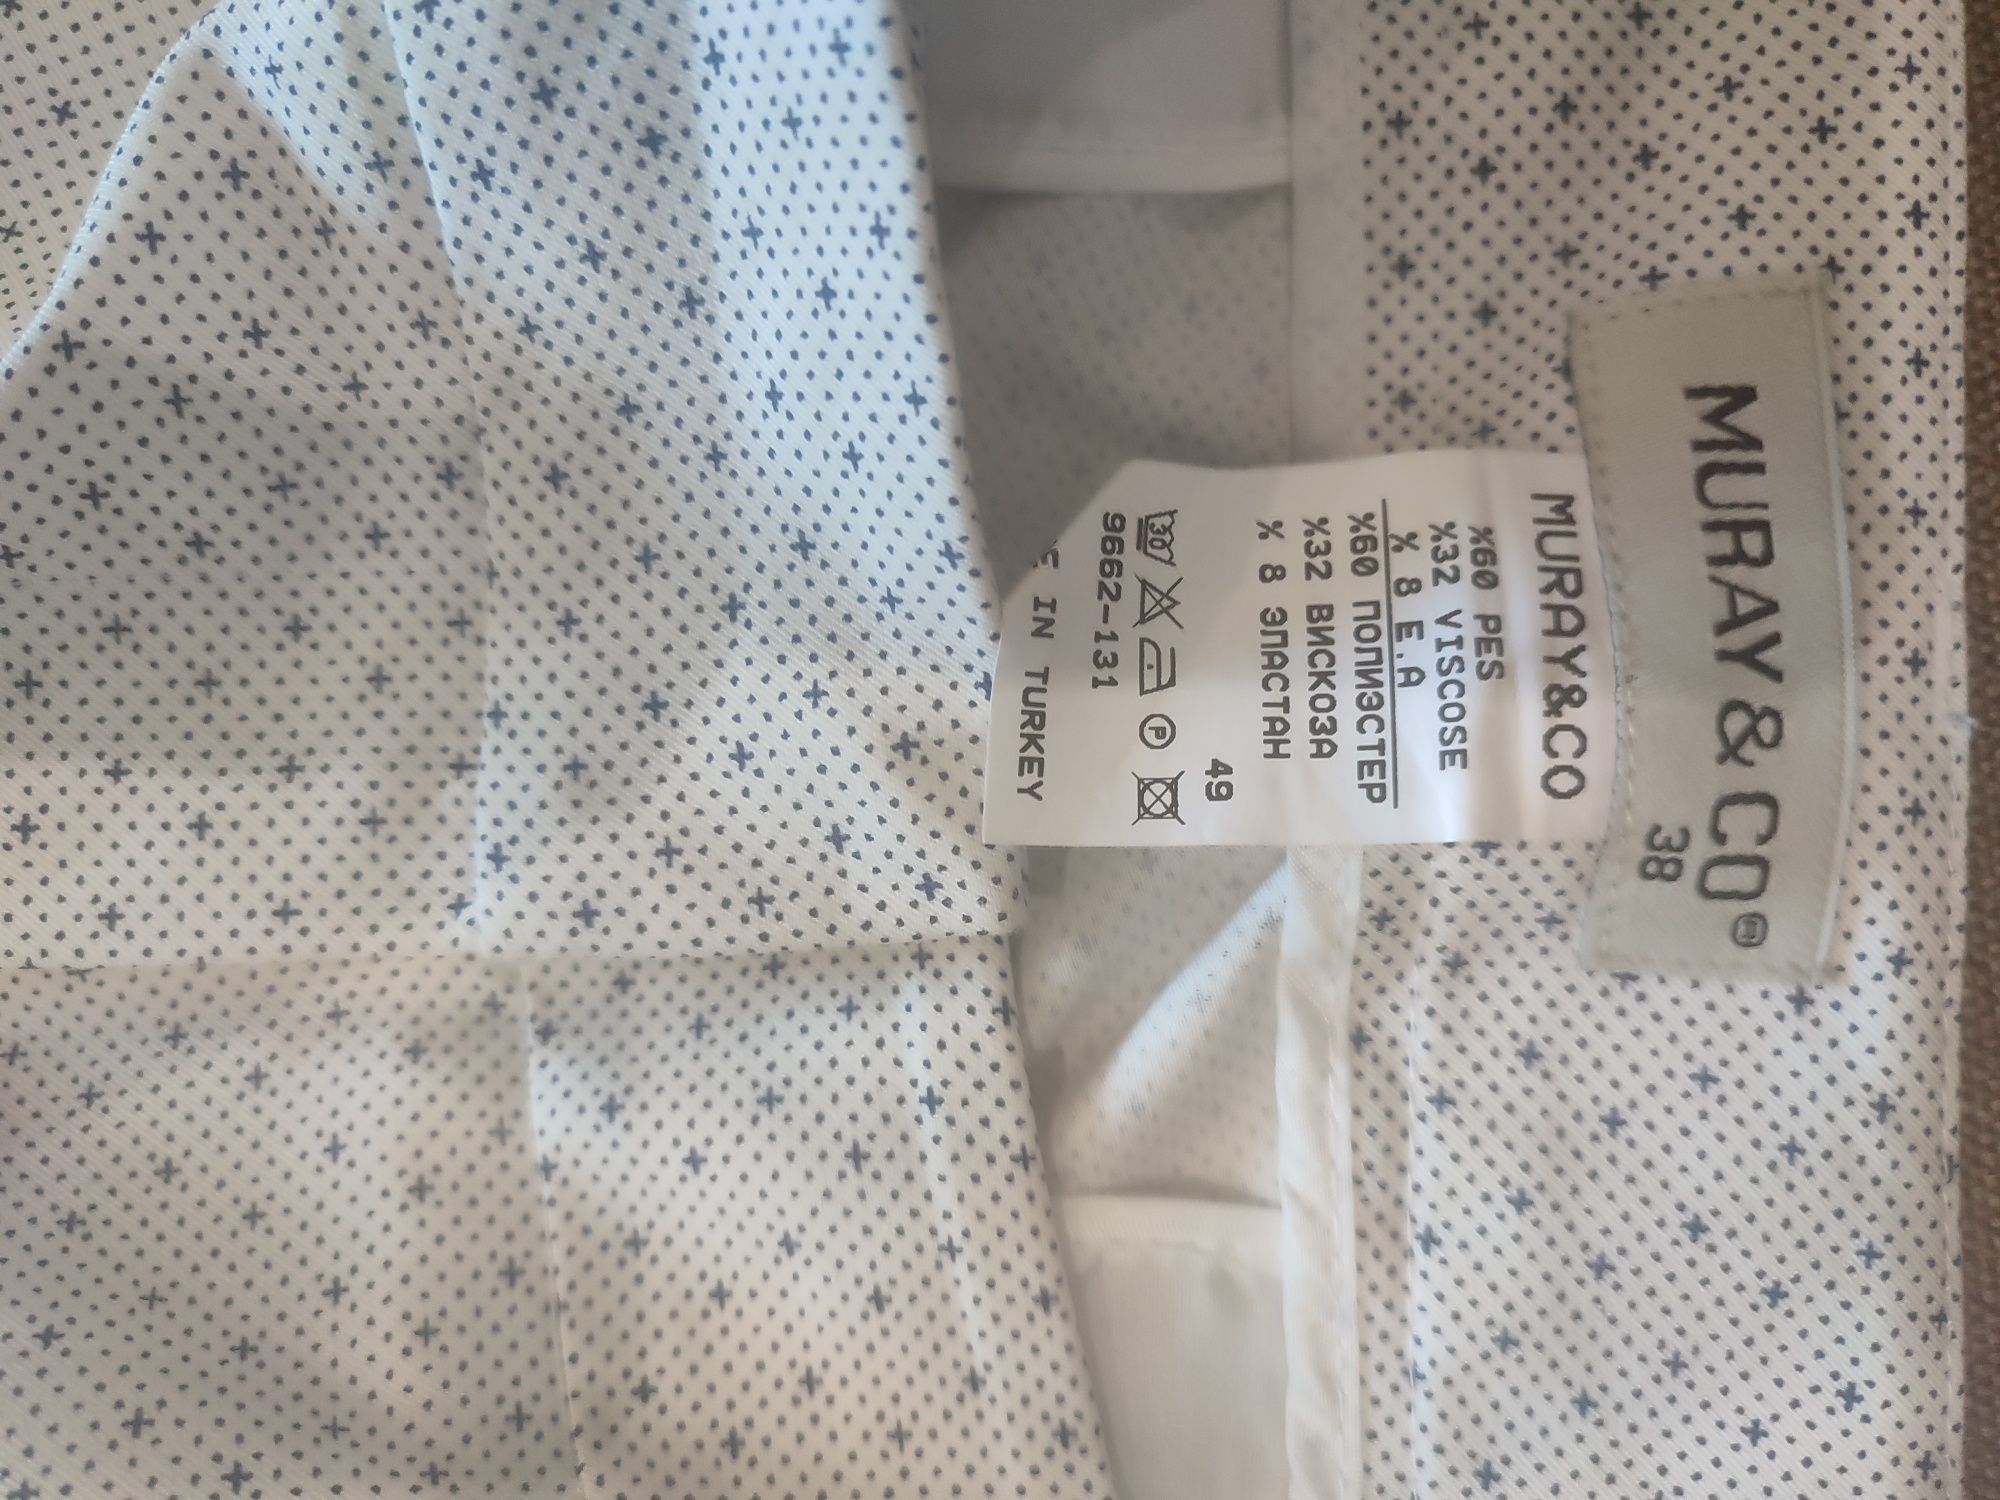 MURAY & CO®
38
MURAY&CO
%60 PES
%32 VISCOSE
% 8 E.A
%60 ПОЛИЭСТЕР
%32 ВИСКОЗА
% 8 ЭЛАСТАН
49
30 P
9662-131
E IN TURKEY